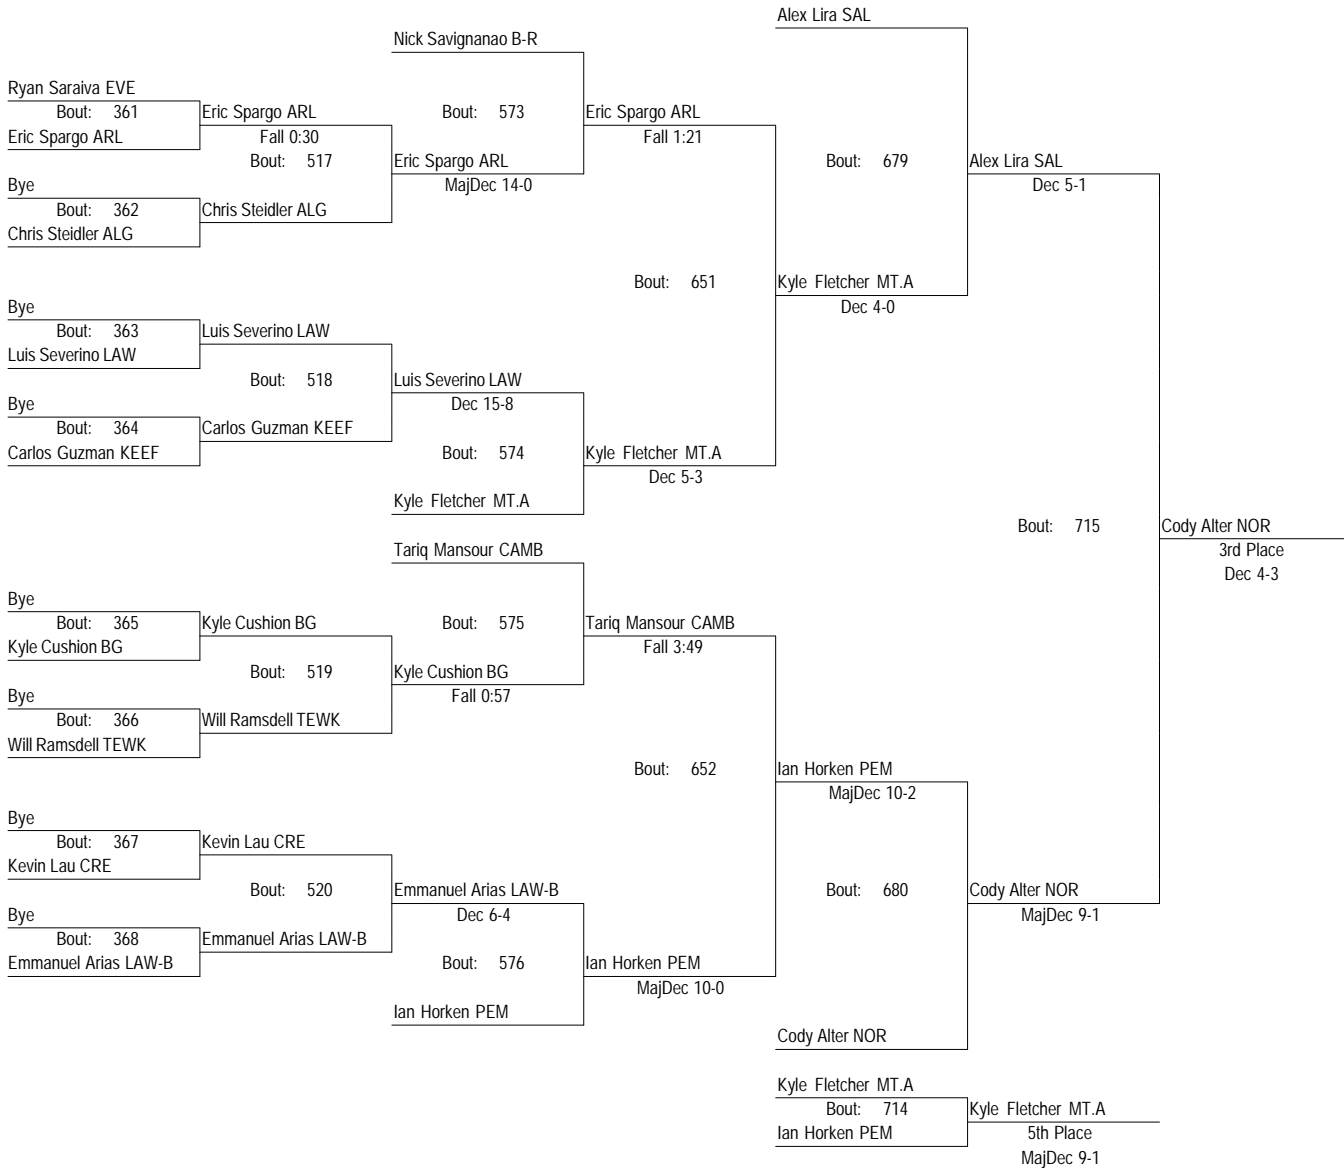 Alex Lira SAL
Nick Savignanao B-R
Ryan Saraiva EVE
Bout: 361
Eric Spargo ARL
Eric Spargo ARL
Fall 0:30
Bout: 517
Bye
Bout: 362
Chris Steidler ALG
Chris Steidler ALG
Bout: 573
Eric Spargo ARL
MajDec 14-0
Eric Spargo ARL
Fall 1:21
Bout: 679
Alex Lira SAL
Dec 5-1
Bout: 651
Kyle Fletcher MT.A
Dec 4-0
Bye
Bout: 363
Luis Severino LAW
Luis Severino LAW
Bout: 518
Bye
Bout: 364
Carlos Guzman KEEF
Carlos Guzman KEEF
Luis Severino LAW
Dec 15-8
Bout: 574
Kyle Fletcher MT.A
Kyle Fletcher MT.A
Dec 5-3
Bout: 715
Cody Alter NOR
3rd Place
Dec 4-3
Tariq Mansour CAMB
Bye
Bout: 365
Kyle Cushion BG
Kyle Cushion BG
Bout: 519
Bye
Bout: 366
Will Ramsdell TEWK
Will Ramsdell TEWK
Bout: 575
Kyle Cushion BG
Fall 0:57
Tariq Mansour CAMB
Fall 3:49
Bout: 652
Ian Horken PEM
MajDec 10-2
Bye
Bout: 367
Kevin Lau CRE
Kevin Lau CRE
Bout: 520
Bye
Bout: 368
Emmanuel Arias LAW-B
Emmanuel Arias LAW-B
Emmanuel Arias LAW-B
Dec 6-4
Bout: 576
Ian Horken PEM
Ian Horken PEM
MajDec 10-0
Bout: 680
Cody Alter NOR
MajDec 9-1
Cody Alter NOR
Kyle Fletcher MT.A
Bout: 714
Ian Horken PEM
Kyle Fletcher MT.A
5th Place
MajDec 9-1